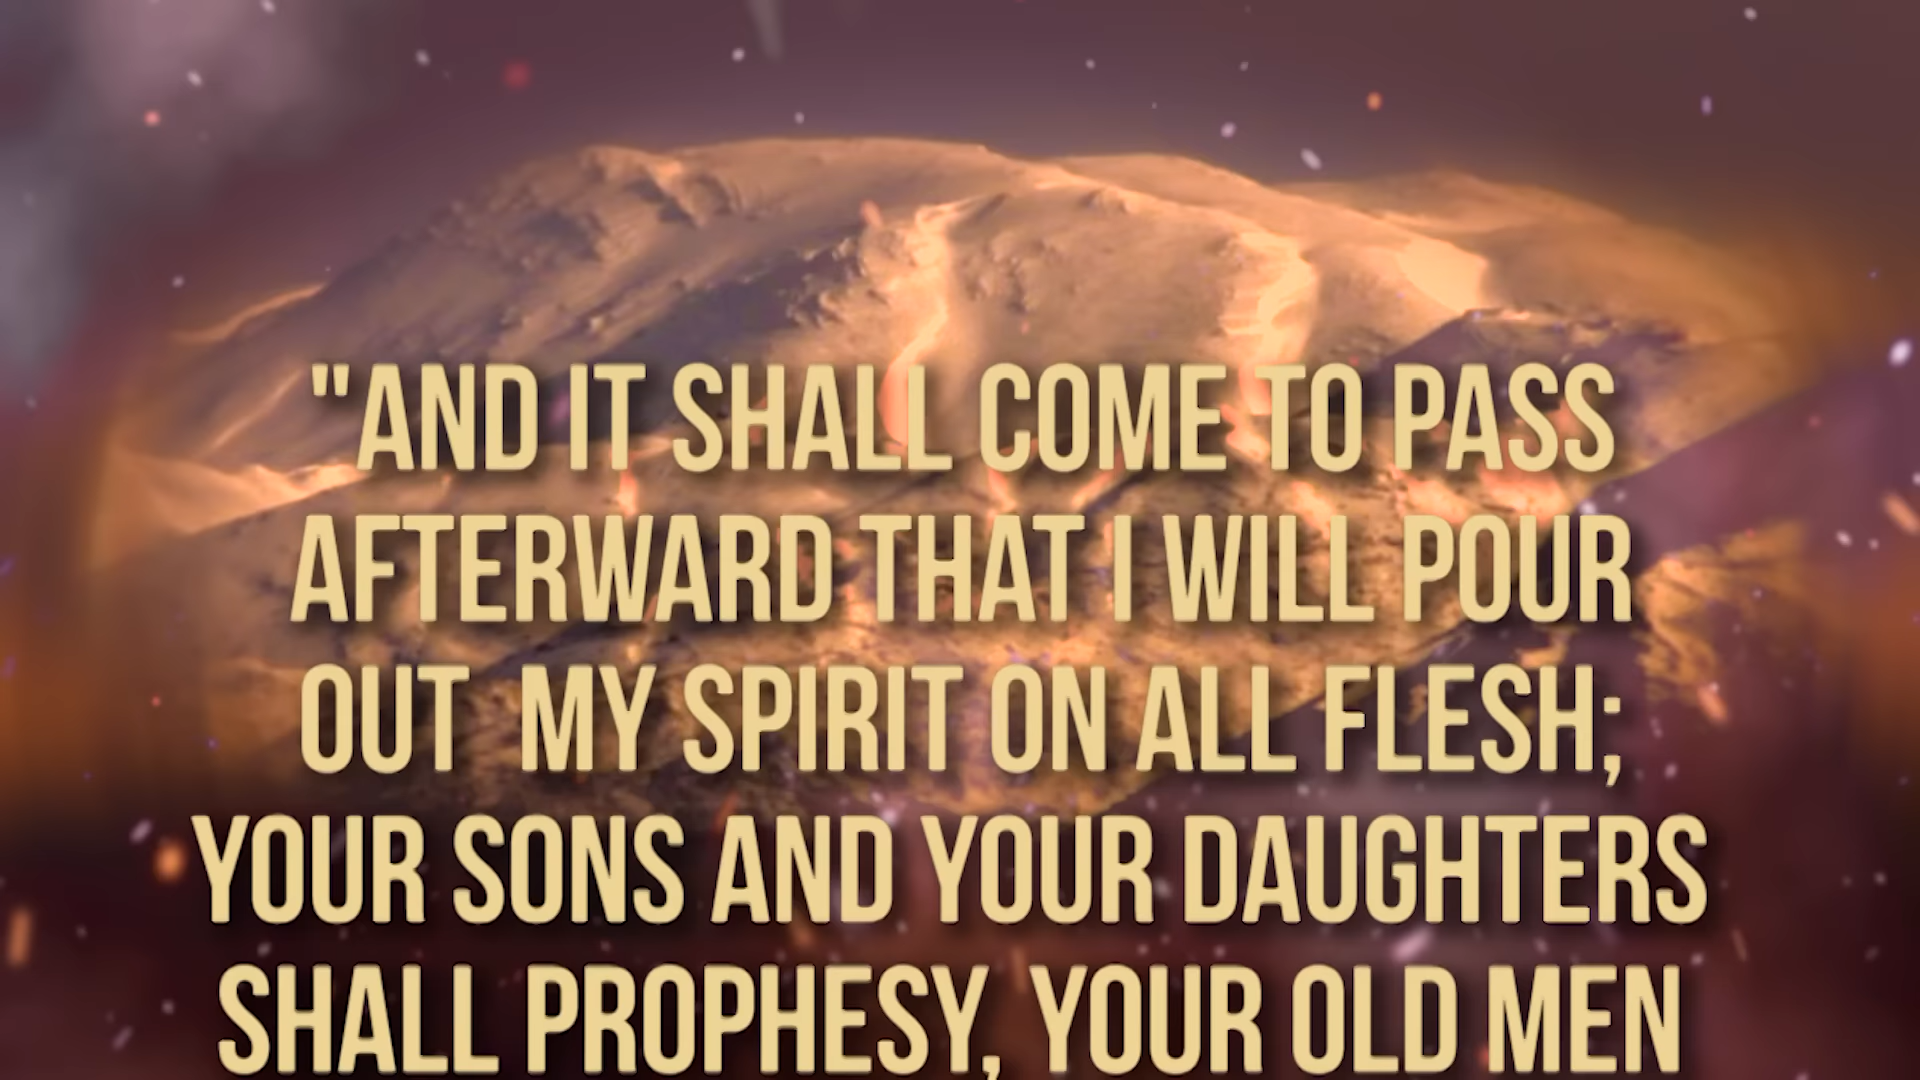 "AND IT SHALL COME TO PASS
AFTERWARD THAT I WILL POUR
OUT  MY SPIRIT ON ALL FLESH;
YOUR SONS AND YOUR DAUGHTERS
SHALL PROPHESY, YOUR OLD MEN